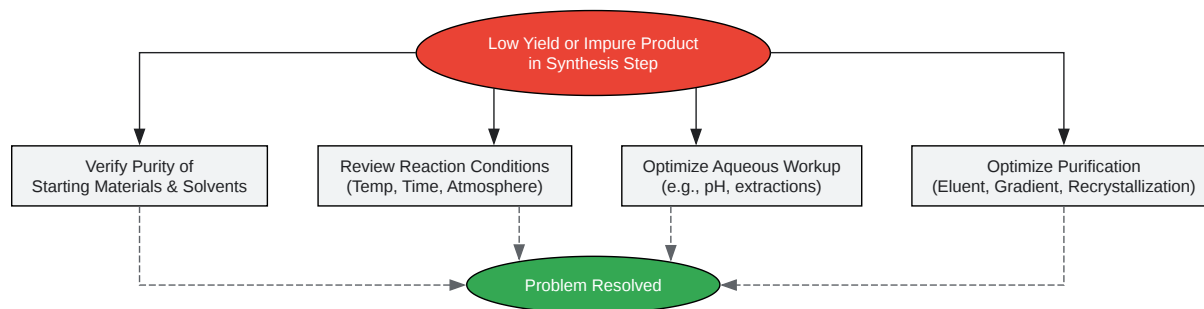 Low Yield or Impure Product
in Synthesis Step
Verify Purity of
Starting Materials & Solvents
Review Reaction Conditions
(Temp, Time, Atmosphere)
Optimize Aqueous Workup
(e.g., pH, extractions)
Optimize Purification
(Eluent, Gradient, Recrystallization)
Problem Resolved